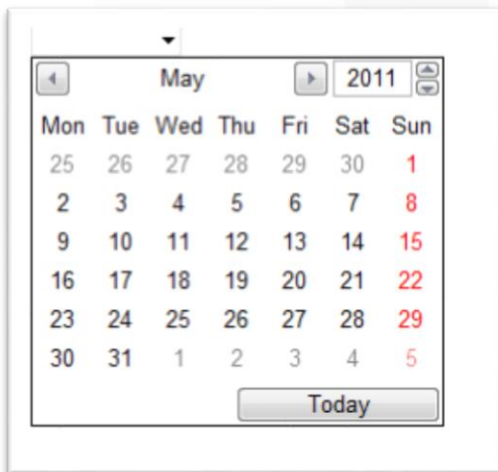 May 2011
Mon Tue Wed Thu Fri Sat Sun
25 26 27 28 29 30 1
2 3 4 5 6 7 8
9 10 11 12 13 14 15
16 17 18 19 20 21 22
23 24 25 26 27 28 29
30 31 1 2 3 4 5
Today